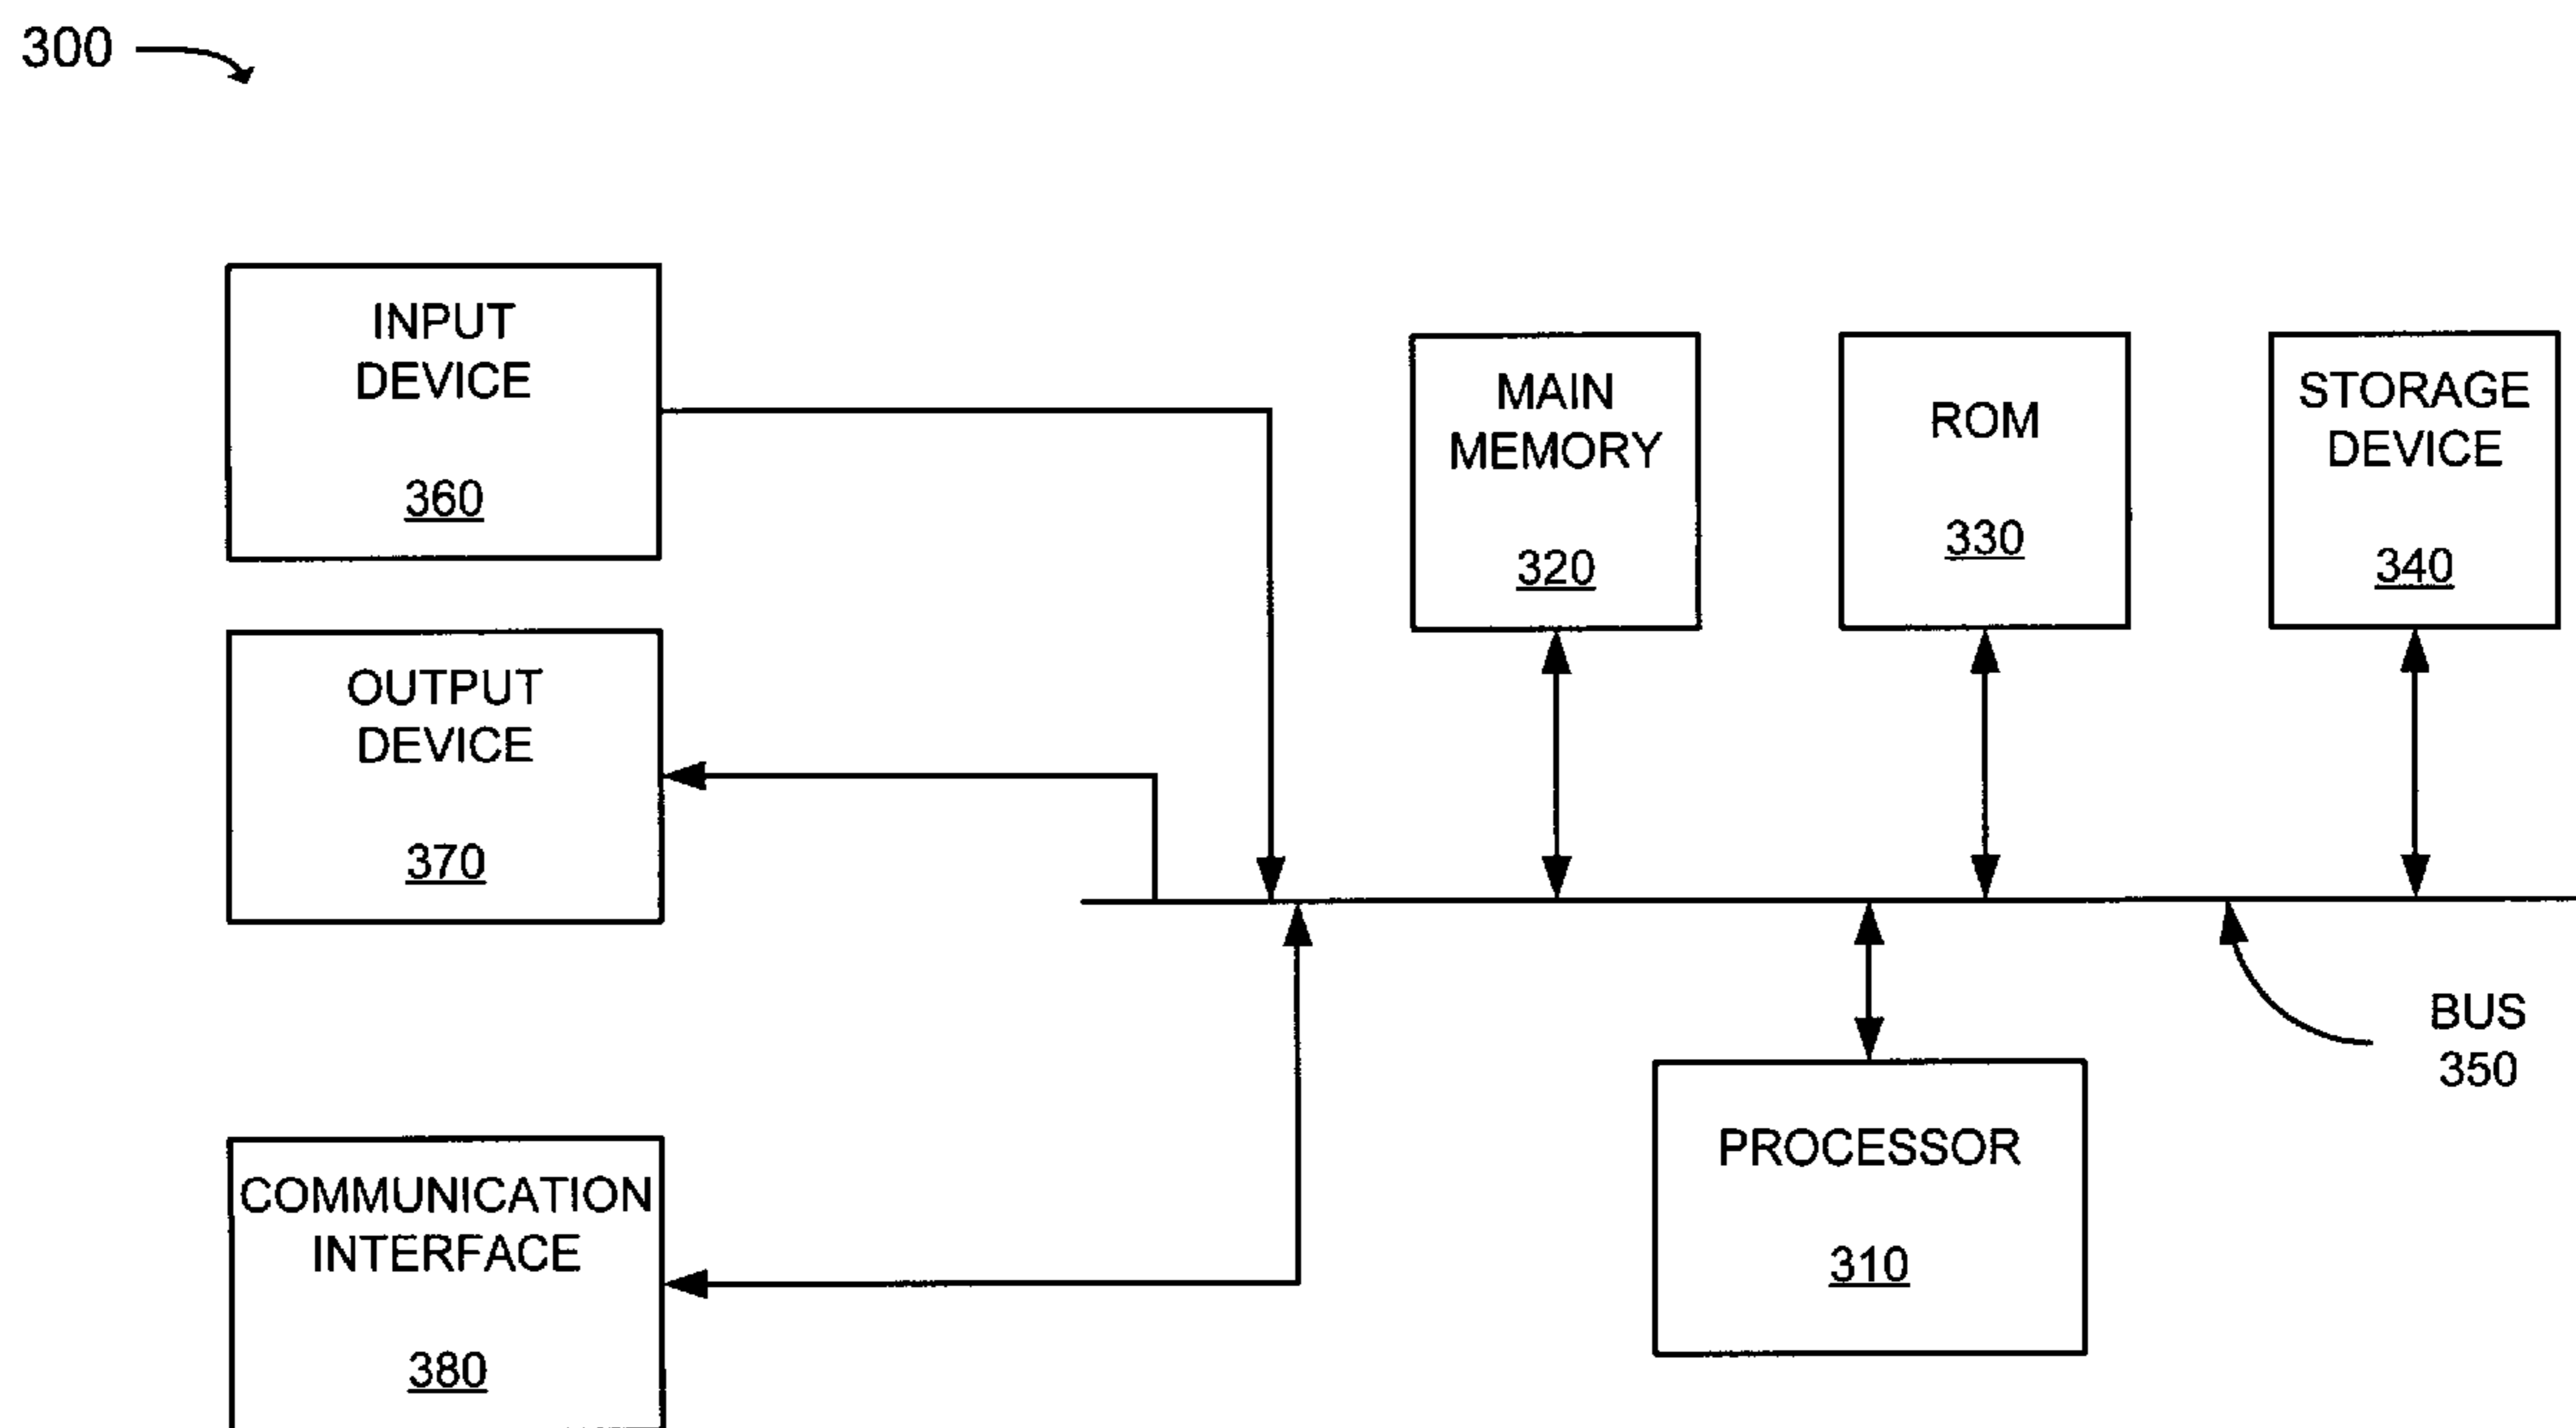 300
INPUT
DEVICE
360
MAIN
MEMORY
320
ROM
330
STORAGE
DEVICE
340
OUTPUT
DEVICE
370
BUS
350
PROCESSOR
310
COMMUNICATION
INTERFACE
380